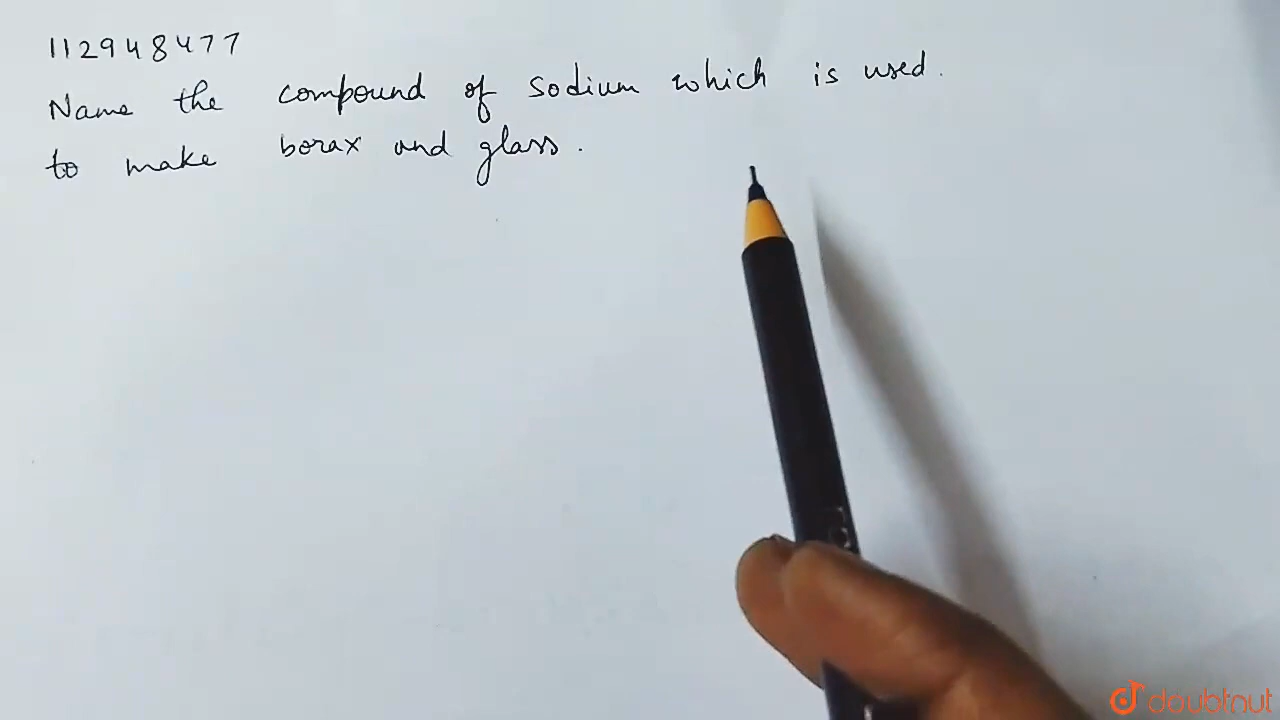 112948477
Name the compound of sodium which is used.
to make borax and glass.
doubtnut